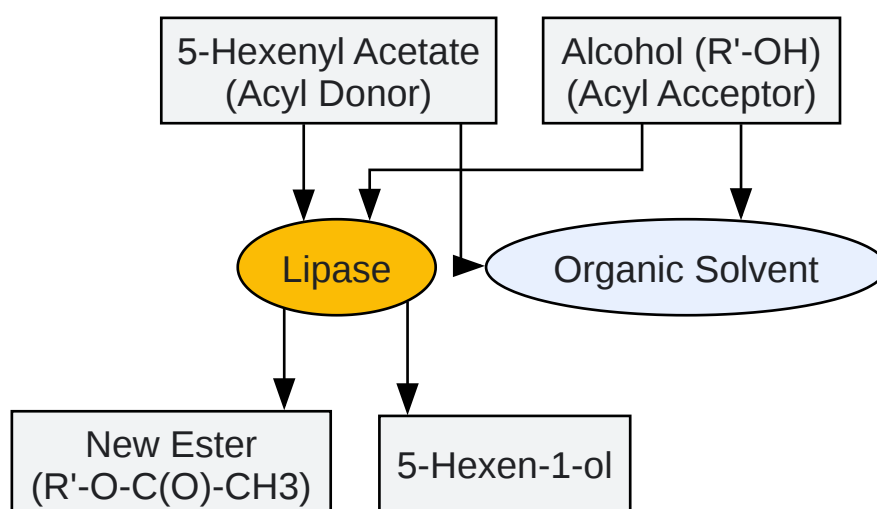 5-Hexenyl Acetate
(Acyl Donor)
Alcohol (R'-OH)
(Acyl Acceptor)
Lipase
Organic Solvent
New Ester
(R'-O-C(O)-CH3)
5-Hexen-1-ol